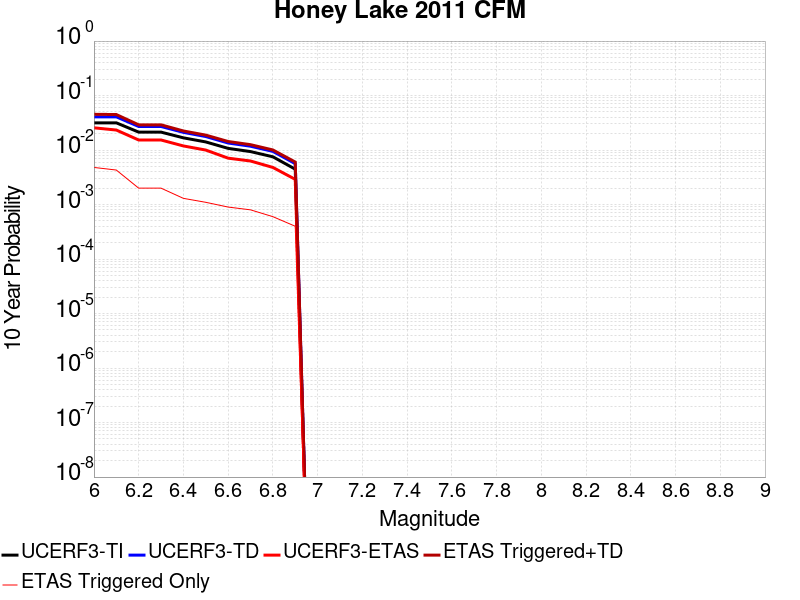 Honey Lake 2011 CFM
10^0
10^-1
10^-2
10^-3
10^-4
10^-5
10^-6
10^-7
10^-8
10 Year Probability
6 6.2 6.4 6.6 6.8 7 7.2 7.4 7.6 7.8 8 8.2 8.4 8.6 8.8 9
Magnitude
UCERF3-TI UCERF3-TD UCERF3-ETAS ETAS Triggered+TD
ETAS Triggered Only